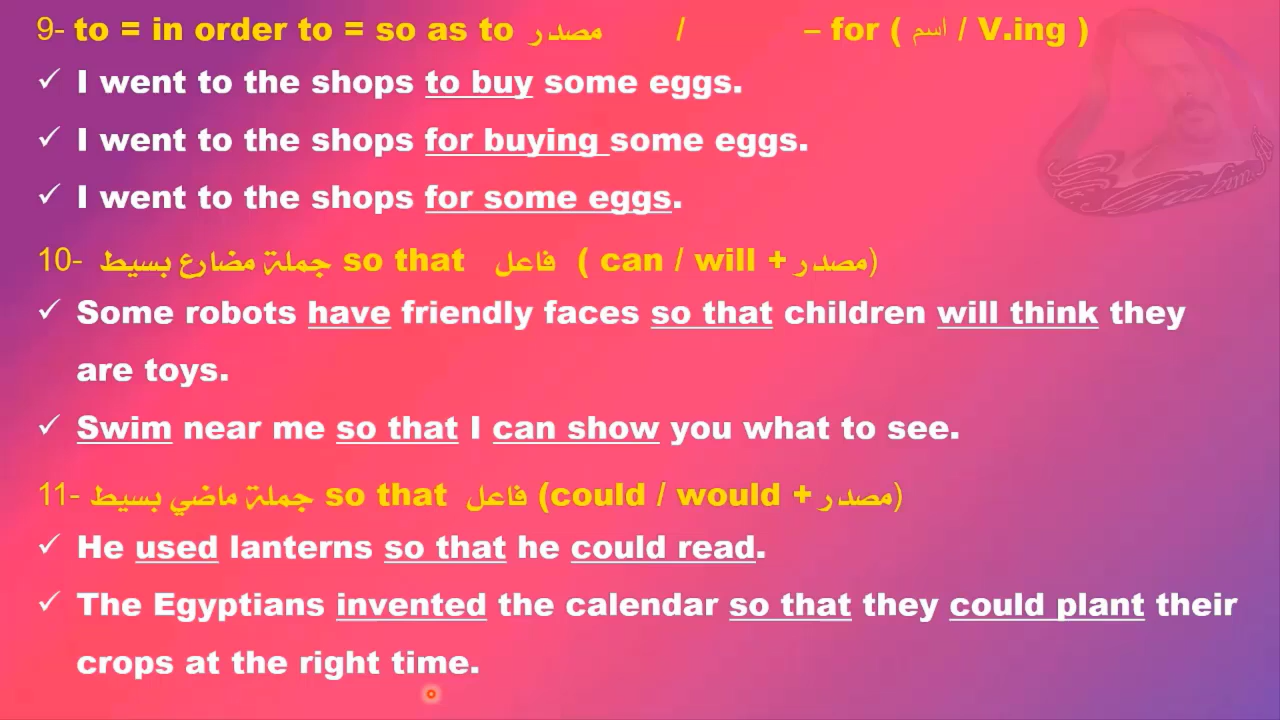 9- to = in order to = so as to مصدر / – for ( اسم / V.ing )
✓ I went to the shops to buy some eggs.
✓ I went to the shops for buying some eggs.
✓ I went to the shops for some eggs.
10- جملة مضارع بسيط so that فاعل ( can / will + مصدر)
✓ Some robots have friendly faces so that children will think they
are toys.
✓ Swim near me so that I can show you what to see.
11- جملة ماضي بسيط so that فاعل (could / would + مصدر)
✓ He used lanterns so that he could read.
✓ The Egyptians invented the calendar so that they could plant their
crops at the right time.